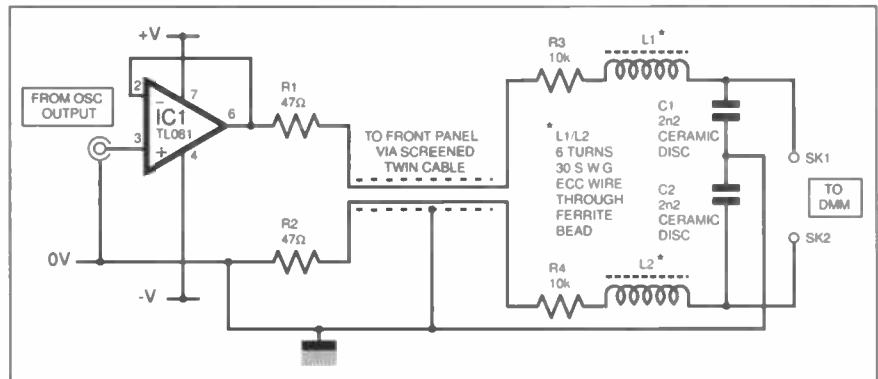 +V
FROM OSC
OUTPUT
2
7
IC1
TL081
6
3
4
−
+
R1
47Ω
TO FRONT PANEL
VIA SCREENED
TWIN CABLE
R2
47Ω
0V
-V
R3
10k
L1*
*L1/L2
6 TURNS
30 S W G
ECC WIRE
THROUGH
FERRITE
BEAD
C1
2n2
CERAMIC
DISC
C2
2n2
CERAMIC
DISC
SK1
TO
DMM
SK2
R4
10k
L2*